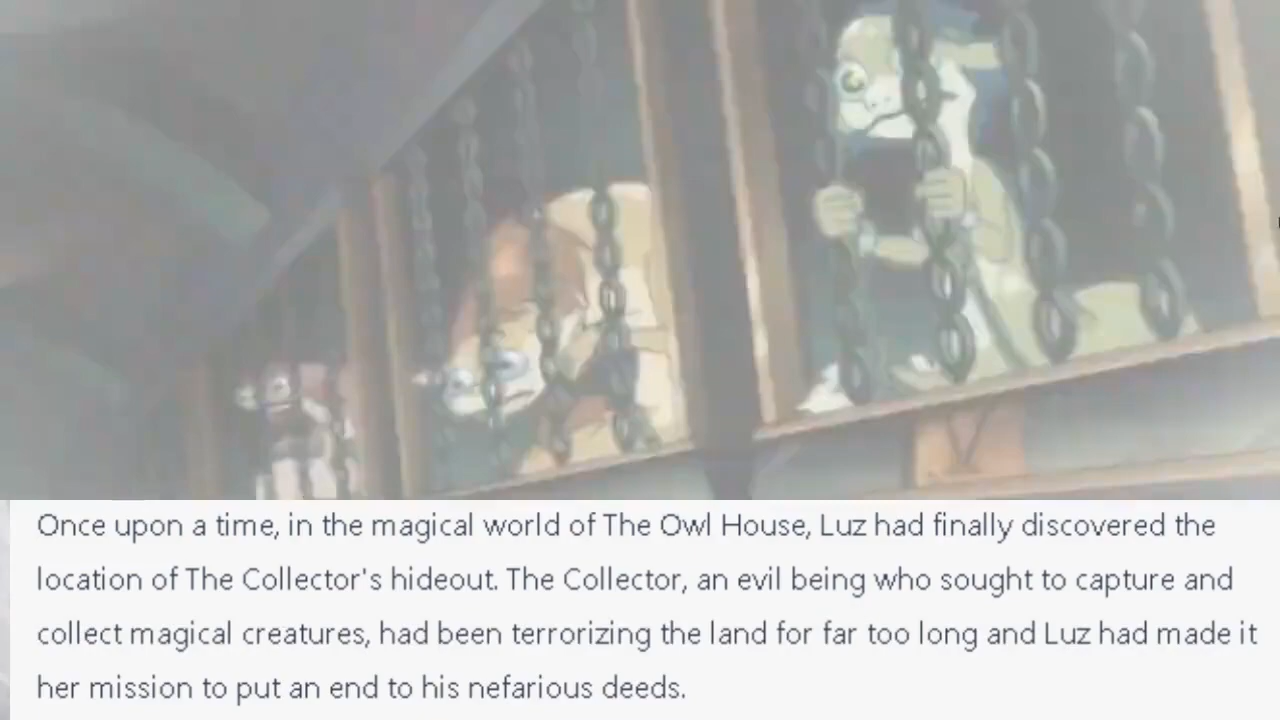 Once upon a time, in the magical world of The Owl House, Luz had finally discovered the
location of The Collector's hideout. The Collector, an evil being who sought to capture and
collect magical creatures, had been terrorizing the land for far too long and Luz had made it
her mission to put an end to his nefarious deeds.